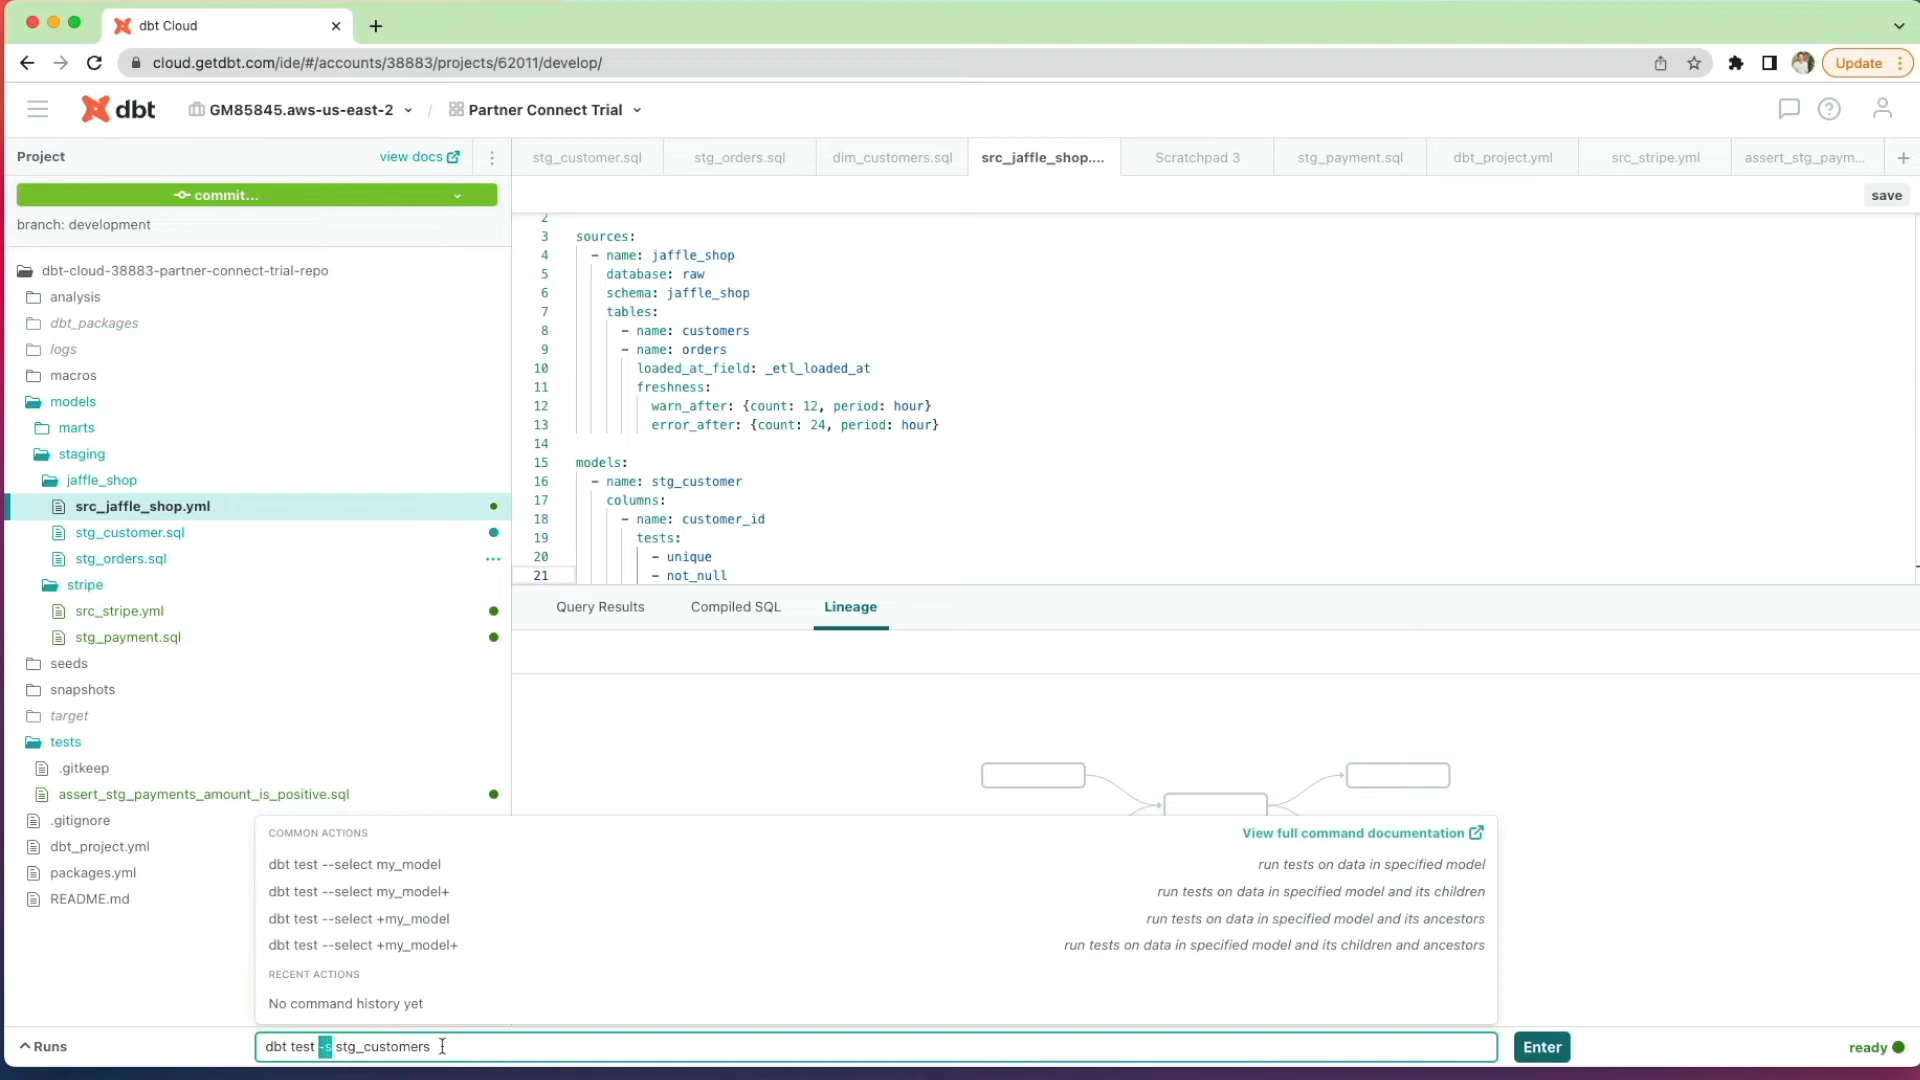 dbt Cloud
cloud.getdbt.com/ide/#/accounts/38883/projects/62011/develop/
Update
dbt
GM85845.aws-us-east-2 / Partner Connect Trial
Project
view docs
commit...
branch: development
dbt-cloud-38883-partner-connect-trial-repo
analysis
dbt_packages
logs
macros
models
marts
staging
jaffle_shop
src_jaffle_shop.yml
stg_customer.sql
stg_orders.sql
stripe
src_stripe.yml
stg_payment.sql
seeds
snapshots
target
tests
.gitkeep
assert_stg_payments_amount_is_positive.sql
.gitignore
dbt_project.yml
packages.yml
README.md
stg_customer.sql stg_orders.sql dim_customers.sql src_jaffle_shop.... Scratchpad 3 stg_payment.sql dbt_project.yml src_stripe.yml assert_stg_paym...
save
2
3 sources:
4 - name: jaffle_shop
5 database: raw
6 schema: jaffle_shop
7 tables:
8 - name: customers
9 - name: orders
10 loaded_at_field: _etl_loaded_at
11 freshness:
12 warn_after: {count: 12, period: hour}
13 error_after: {count: 24, period: hour}
14
15 models:
16 - name: stg_customer
17 columns:
18 - name: customer_id
19 tests:
20 - unique
21 - not_null
Query Results Compiled SQL Lineage
COMMON ACTIONS View full command documentation
dbt test --select my_model run tests on data in specified model
dbt test --select my_model+ run tests on data in specified model and its children
dbt test --select +my_model run tests on data in specified model and its ancestors
dbt test --select +my_model+ run tests on data in specified model and its children and ancestors
RECENT ACTIONS
No command history yet
Runs
dbt test -s stg_customers
Enter
ready